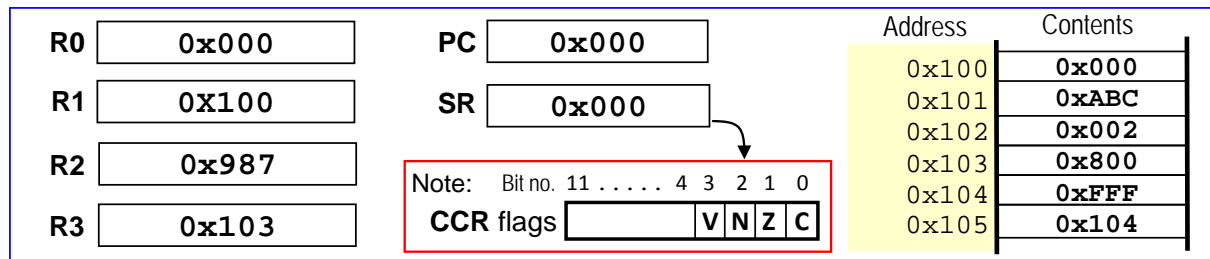 R0 0x000
R1 0X100
R2 0x987
R3 0x103
PC 0x000
SR 0x000
Note: Bit no. 11 . . . . . 4 3 2 1 0
CCR flags V N Z C
Address Contents
0x100 0x000
0x101 0xABC
0x102 0x002
0x103 0x800
0x104 0xFFF
0x105 0x104